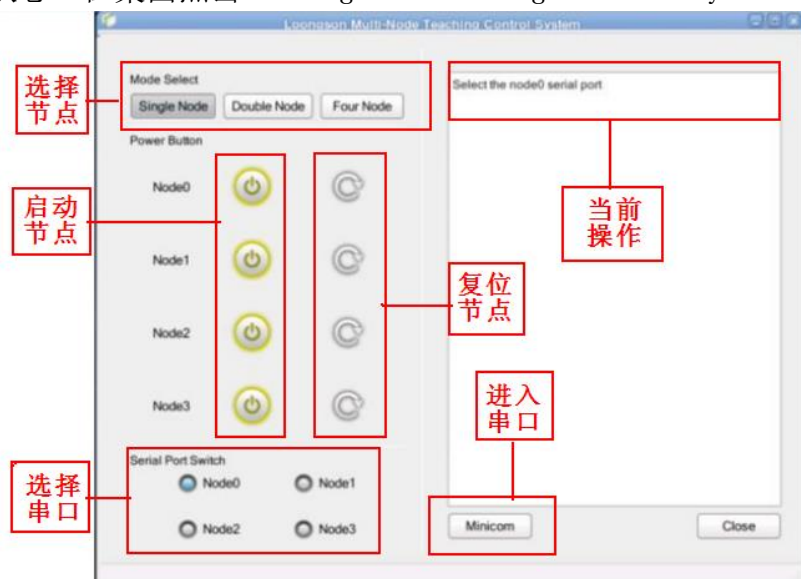 Loongson Multi-Node Teaching Control System
选择
节点
Mode Select
Single Node
Double Node
Four Node
Select the node0 serial port
Power Button
启动
节点
Node0
Node1
Node2
Node3
当前
操作
复位
节点
进入
串口
选择
串口
Serial Port Switch
Node0
Node1
Node2
Node3
Minicom
Close